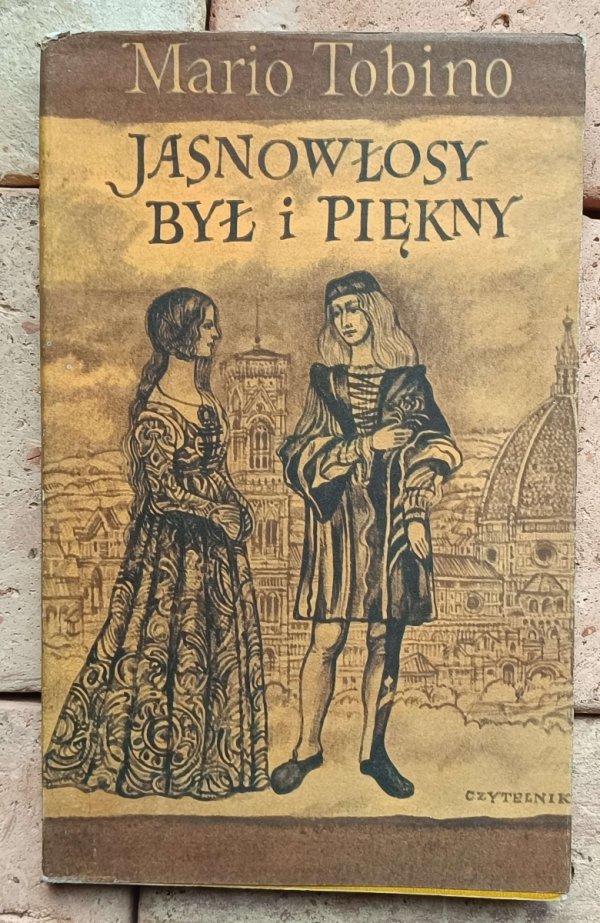 Mario Tobino
JASNOWŁOSY
BYŁ i PIĘKNY
CZYTELNIK